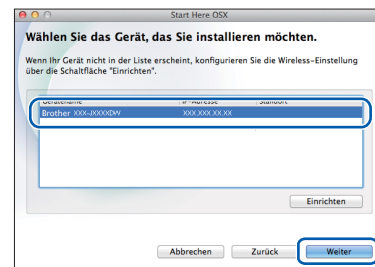 Start Here OSX
Wählen Sie das Gerät, das Sie installieren möchten.
Wenn Ihr Gerät nicht in der Liste erscheint, konfigurieren Sie die Wireless-Einstellung
über die Schaltfläche "Einrichten".
Gerätename IP-Adresse Standort
Brother XXX-JXXXXDW XXX.XXX.XX.XX
Einrichten
Abbrechen Zurück Weiter